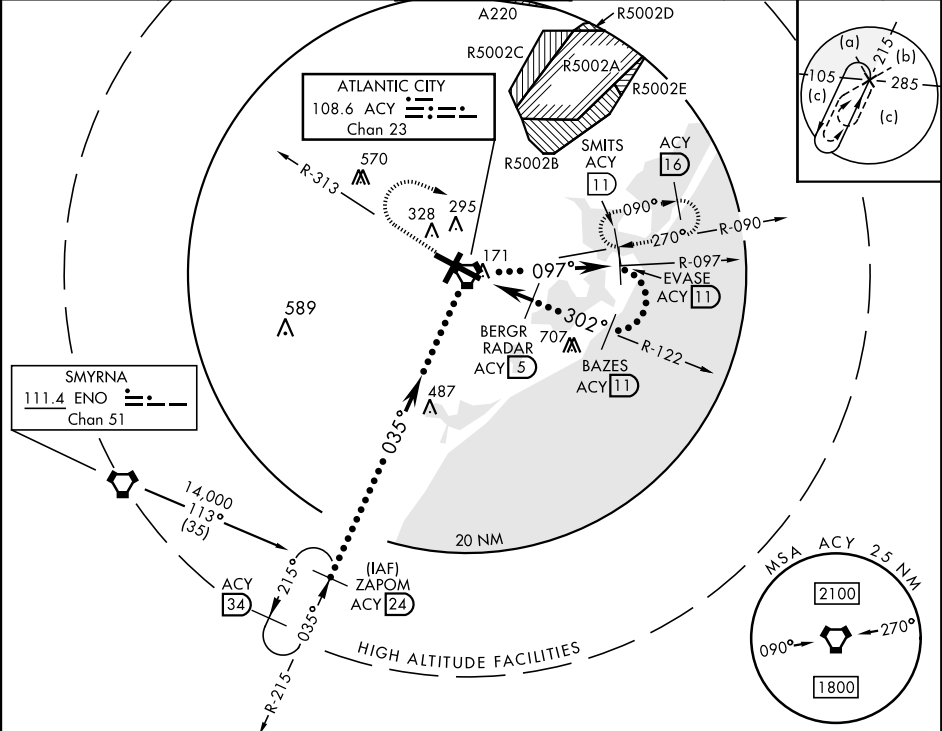 A220
R5002D
R5002C
R5002A
R5002E
R5002B
(a)
215
(b)
105
285
(c)
(c)
ATLANTIC CITY
108.6 ACY
Chan 23
SMITS
ACY
11
ACY
16
R-313
570
328
295
171
090°
270°
R-090
097°
R-097
EVASE
ACY 11
302°
BERGR
RADAR
ACY 5
707
BAZES
ACY 11
R-122
589
487
SMYRNA
111.4 ENO
Chan 51
14,000
113°
(35)
035°
20 NM
(IAF)
ZAPOM
ACY 24
ACY
34
215°
035°
R-215
HIGH ALTITUDE FACILITIES
MSA ACY 25 NM
2100
090°
270°
1800